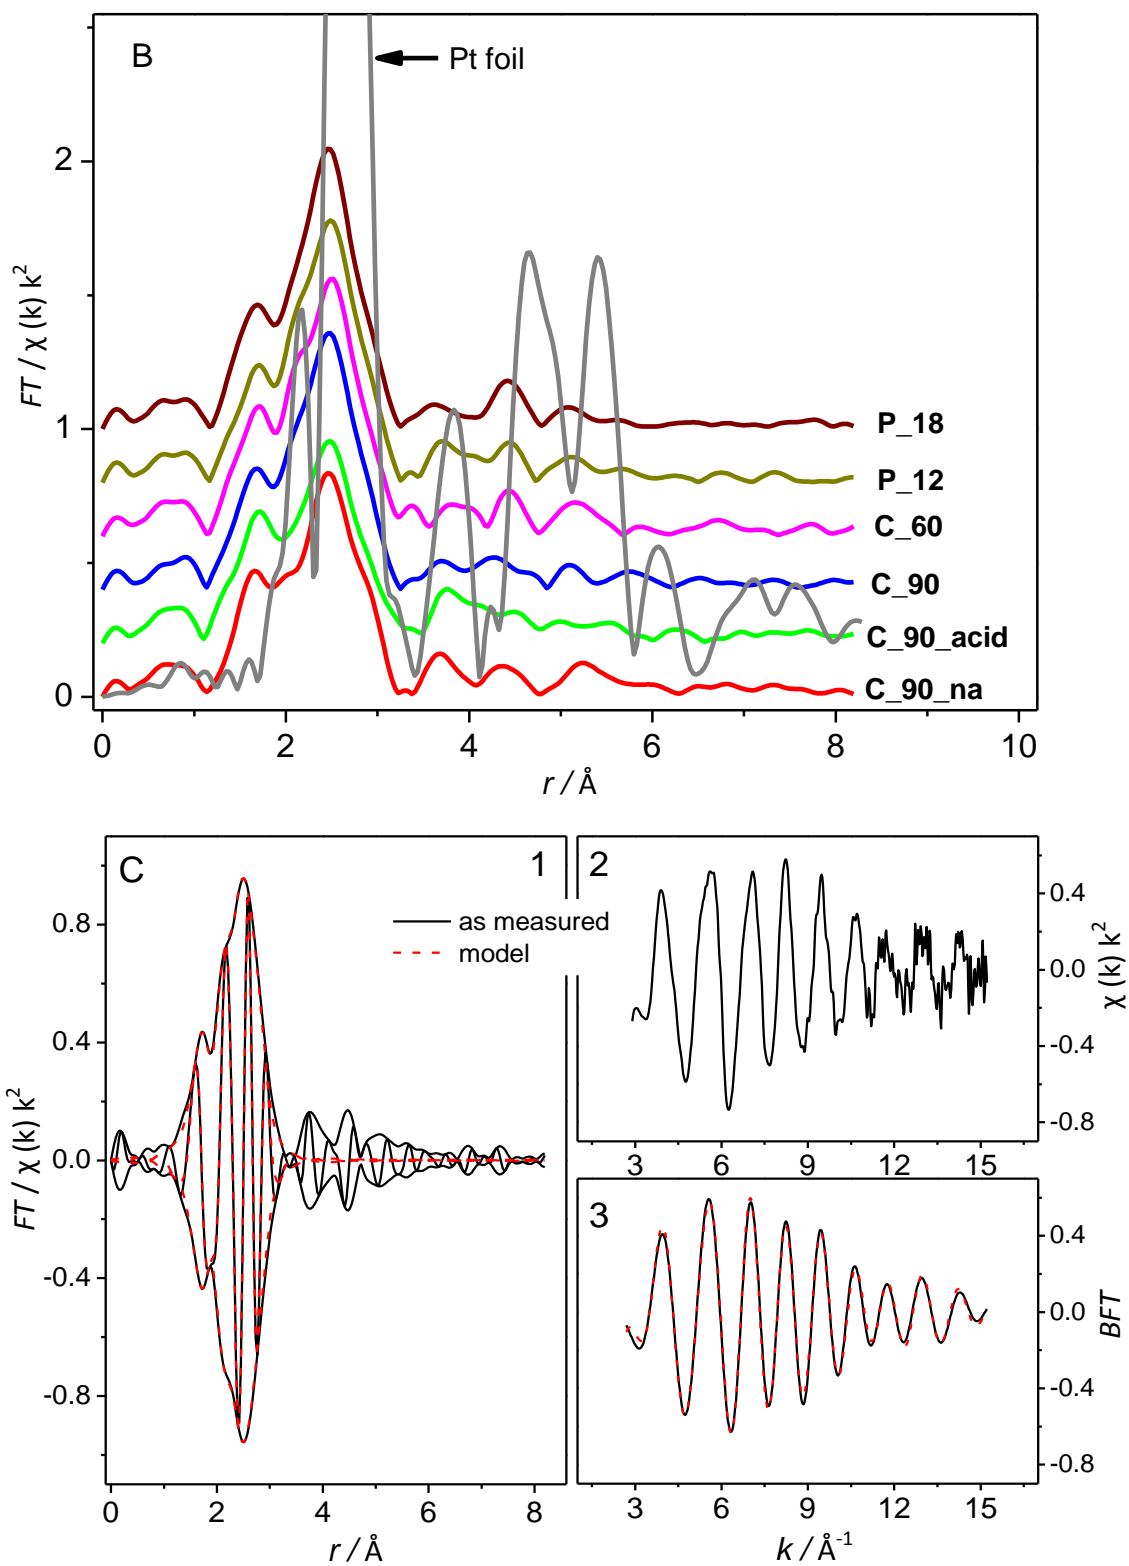 B
Pt foil
FT / χ (k) k²
2
1
0
P_18
P_12
C_60
C_90
C_90_acid
C_90_na
0 2 4 6 8 10
r / Å
C 1
as measured
model
FT / χ (k) k²
0.8
0.4
0.0
-0.4
-0.8
0 2 4 6 8
r / Å
2
0.4
0.0
-0.4
-0.8
χ (k) k²
3 6 9 12 15
3
0.4
0.0
-0.4
-0.8
BFT
3 6 9 12 15
k / Å⁻¹